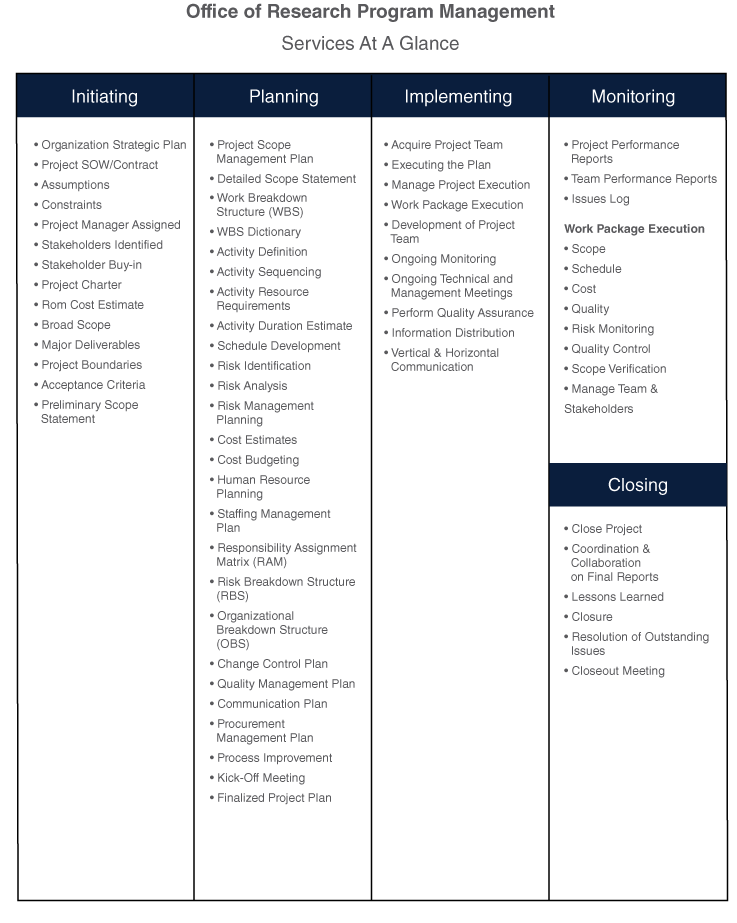 Office of Research Program Management
Services At A Glance
Initiating
• Organization Strategic Plan
• Project SOW/Contract
• Assumptions
• Constraints
• Project Manager Assigned
• Stakeholders Identified
• Stakeholder Buy-in
• Project Charter
• Rom Cost Estimate
• Broad Scope
• Major Deliverables
• Project Boundaries
• Acceptance Criteria
• Preliminary Scope
Statement
Planning
• Project Scope
Management Plan
• Detailed Scope Statement
• Work Breakdown
Structure (WBS)
• WBS Dictionary
• Activity Definition
• Activity Sequencing
• Activity Resource
Requirements
• Activity Duration Estimate
• Schedule Development
• Risk Identification
• Risk Analysis
• Risk Management
Planning
• Cost Estimates
• Cost Budgeting
• Human Resource
Planning
• Staffing Management
Plan
• Responsibility Assignment
Matrix (RAM)
• Risk Breakdown Structure
(RBS)
• Organizational
Breakdown Structure
(OBS)
• Change Control Plan
• Quality Management Plan
• Communication Plan
• Procurement
Management Plan
• Process Improvement
• Kick-Off Meeting
• Finalized Project Plan
Implementing
• Acquire Project Team
• Executing the Plan
• Manage Project Execution
• Work Package Execution
• Development of Project
Team
• Ongoing Monitoring
• Ongoing Technical and
Management Meetings
• Perform Quality Assurance
• Information Distribution
• Vertical & Horizontal
Communication
Monitoring
• Project Performance
Reports
• Team Performance Reports
• Issues Log
Work Package Execution
• Scope
• Schedule
• Cost
• Quality
• Risk Monitoring
• Quality Control
• Scope Verification
• Manage Team &
Stakeholders
Closing
• Close Project
• Coordination &
Collaboration
on Final Reports
• Lessons Learned
• Closure
• Resolution of Outstanding
Issues
• Closeout Meeting